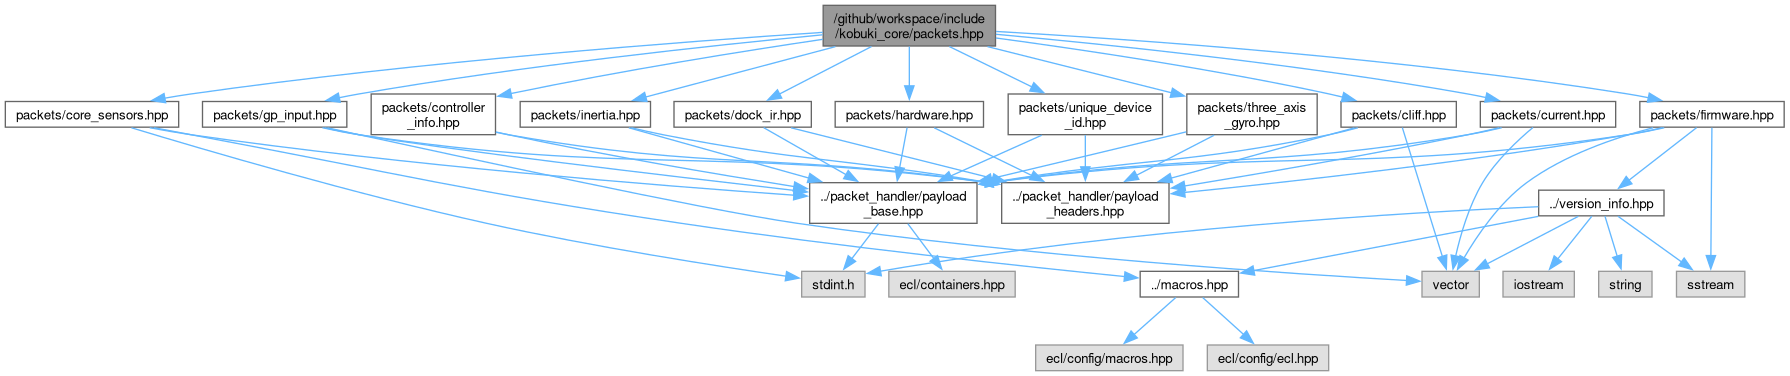 /github/workspace/include
/kobuki_core/packets.hpp
packets/core_sensors.hpp
packets/gp_input.hpp
packets/controller
_info.hpp
packets/inertia.hpp
packets/dock_ir.hpp
packets/hardware.hpp
packets/unique_device
_id.hpp
packets/three_axis
_gyro.hpp
packets/cliff.hpp
packets/current.hpp
packets/firmware.hpp
../packet_handler/payload
_base.hpp
../packet_handler/payload
_headers.hpp
../version_info.hpp
stdint.h
ecl/containers.hpp
../macros.hpp
vector
iostream
string
sstream
ecl/config/macros.hpp
ecl/config/ecl.hpp